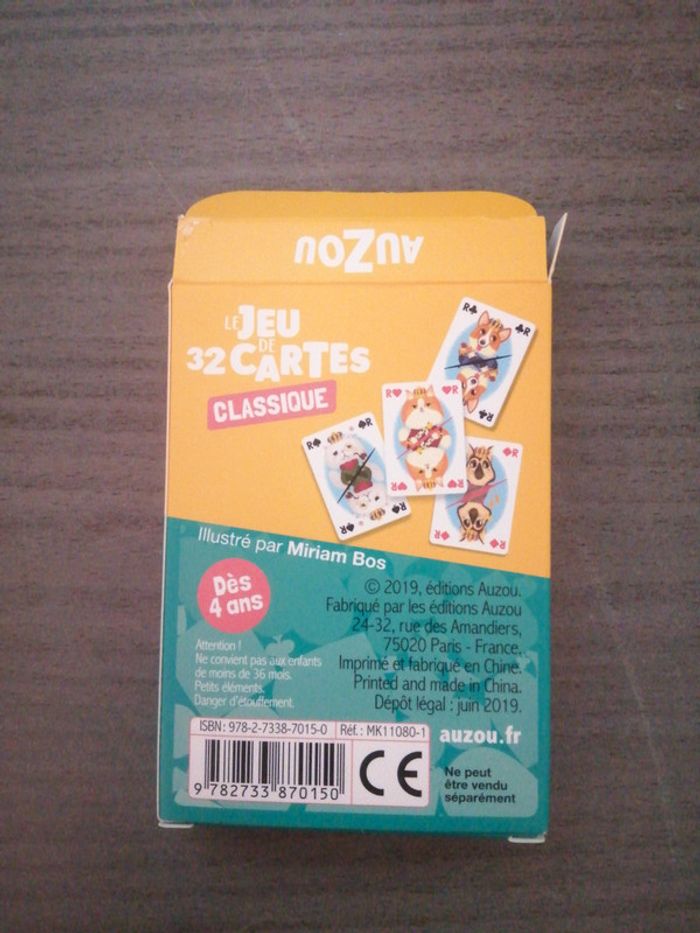 AUZOU
LE JEU
DE
32 CARTES
CLASSIQUE
R R
R R
R R
R R
R R
R
R R
R
Illustré par Miriam Bos
Dès
4 ans
© 2019, éditions Auzou.
Fabriqué par les éditions Auzou
24-32, rue des Amandiers,
75020 Paris - France.
Imprimé et fabriqué en Chine.
Printed and made in China.
Dépôt légal : juin 2019.
Attention !
Ne convient pas aux enfants
de moins de 36 mois.
Petits éléments.
Danger d'étouffement.
ISBN : 978-2-7338-7015-0
Réf. : MK11080-1
auzou.fr
9 782733 870150
CE
Ne peut
être vendu
séparément